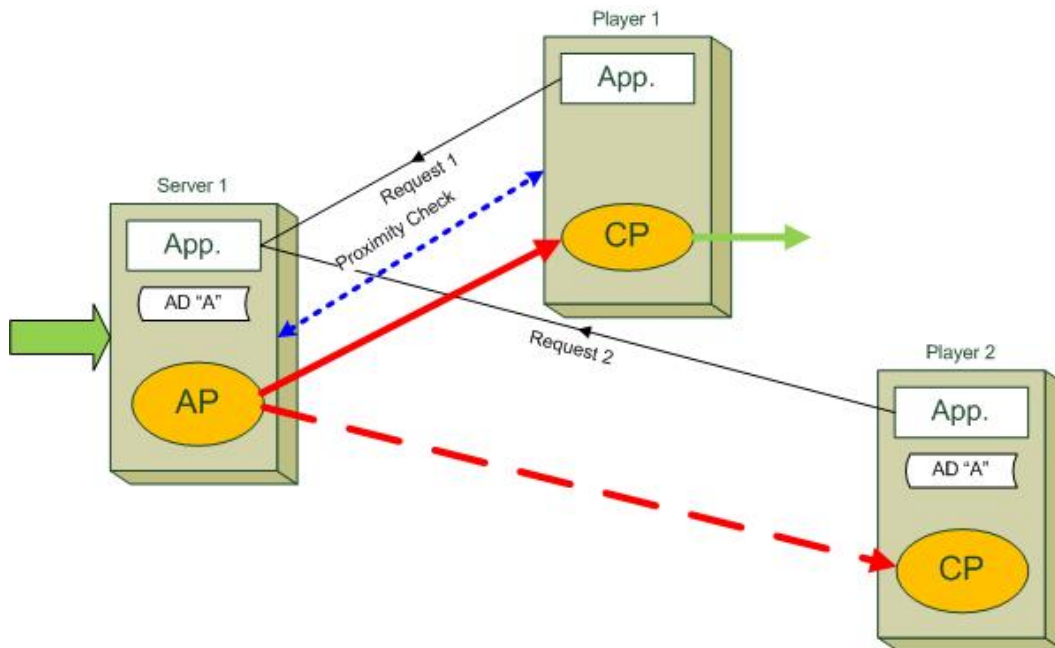 Player 1
App.
Request 1
Server 1
Proximity Check
App.
CP
AD "A"
Request 2
Player 2
AP
App.
AD "A"
CP